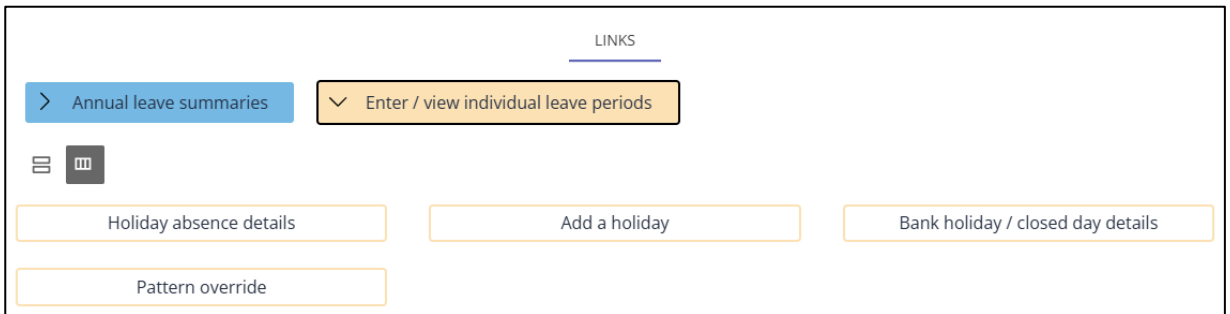 LINKS
Annual leave summaries
Enter / view individual leave periods
Holiday absence details
Add a holiday
Bank holiday / closed day details
Pattern override